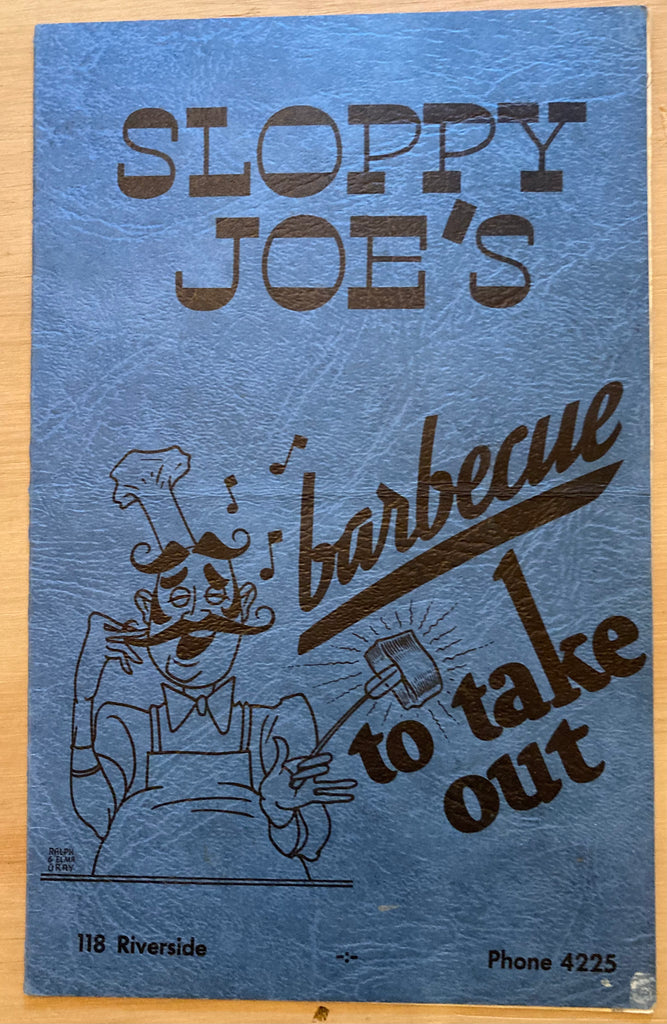 SLOPPY
JOE'S
barbecue
to take
out
RALPH
& ELMA
GRAY
118 Riverside
-:-
Phone 4225